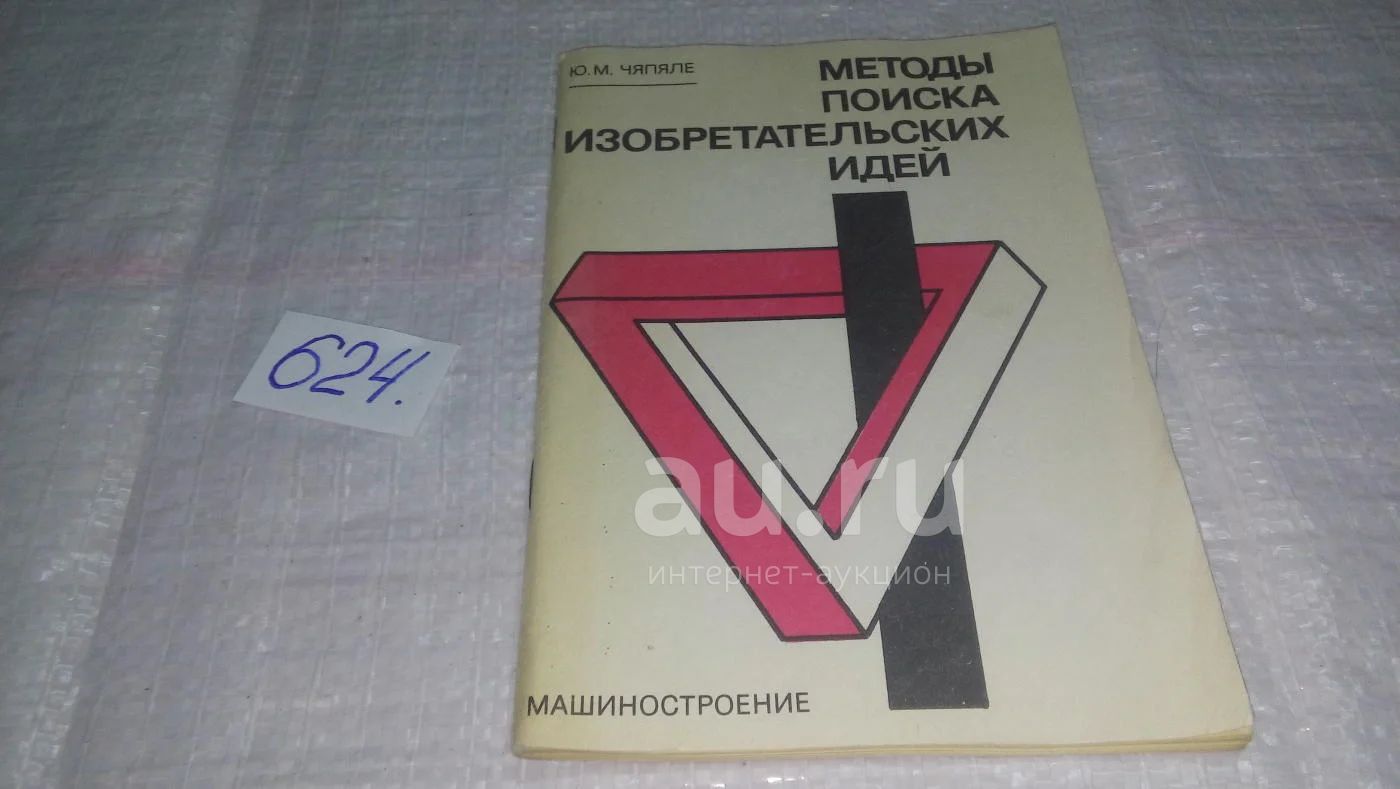 Ю.М. ЧЯПЯЛЕ
МЕТОДЫ
ПОИСКА
ИЗОБРЕТАТЕЛЬСКИХ
ИДЕЙ
624.
au.ru
интернет-аукцион
МАШИНОСТРОЕНИЕ